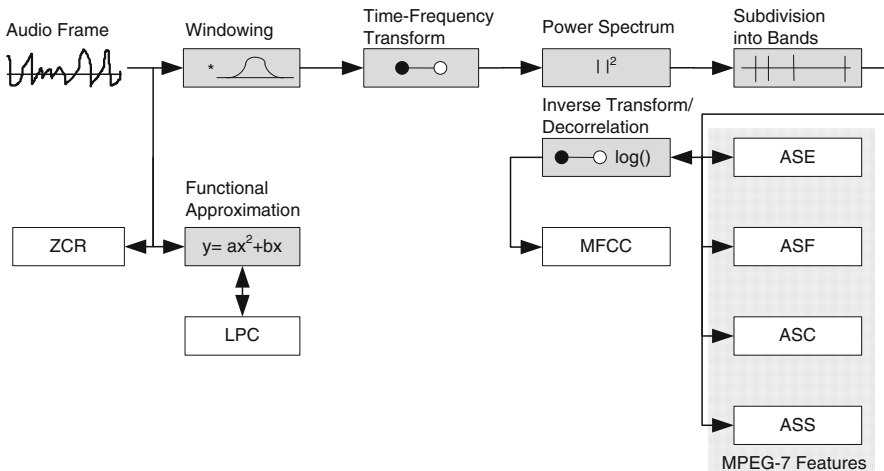 Audio Frame
Windowing
*
Time-Frequency
Transform
Power Spectrum
| |²
Subdivision
into Bands
Inverse Transform/
Decorrelation
log()
ASE
Functional
Approximation
ZCR
y= ax²+bx
MFCC
ASF
LPC
ASC
ASS
MPEG-7 Features